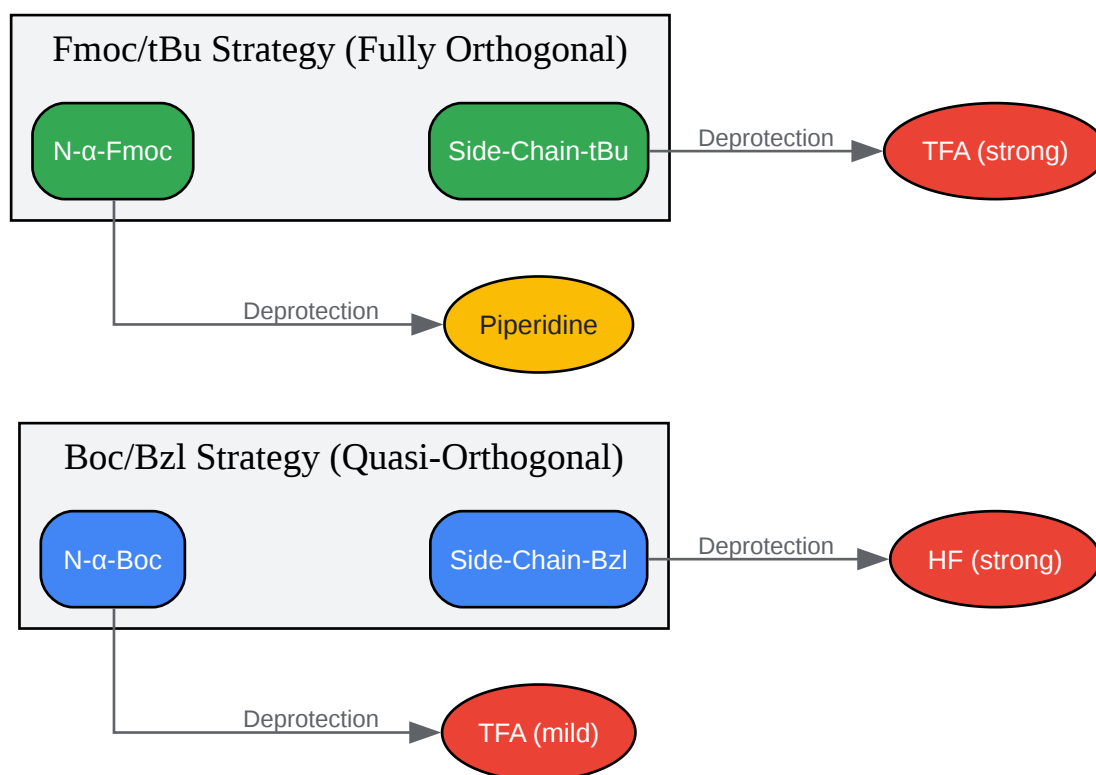 Fmoc/tBu Strategy (Fully Orthogonal)
N-α-Fmoc
Side-Chain-tBu
Deprotection
TFA (strong)
Deprotection
Piperidine
Boc/Bzl Strategy (Quasi-Orthogonal)
N-α-Boc
Side-Chain-Bzl
Deprotection
HF (strong)
Deprotection
TFA (mild)